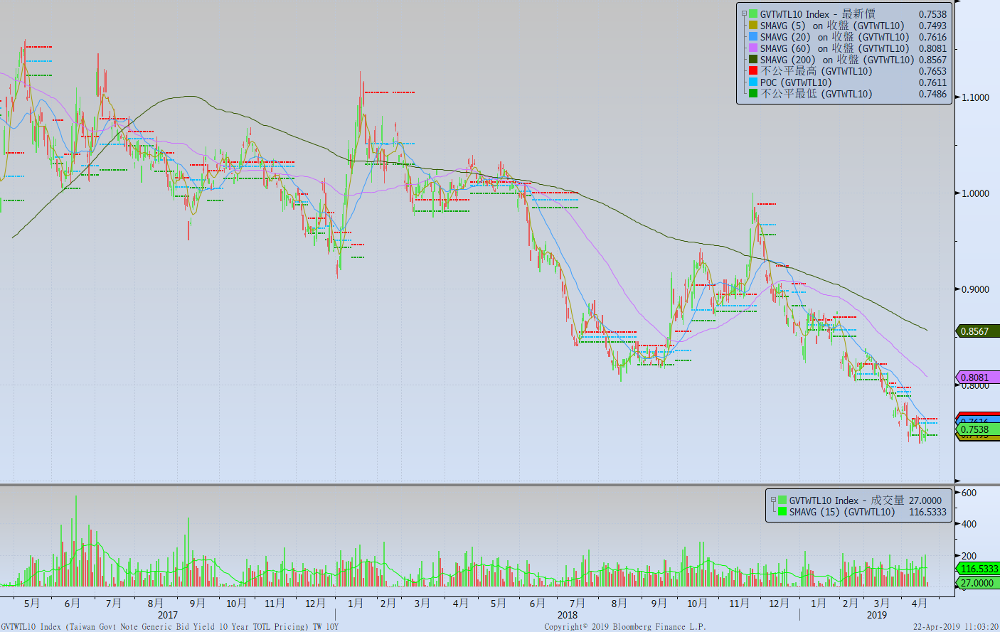 GVTWTL10 Index - 最新價 0.7538
SMAVG (5) on 收盤 (GVTWTL10) 0.7493
SMAVG (20) on 收盤 (GVTWTL10) 0.7616
SMAVG (60) on 收盤 (GVTWTL10) 0.8081
SMAVG (200) on 收盤 (GVTWTL10) 0.8567
不公平最高 (GVTWTL10) 0.7653
POC (GVTWTL10) 0.7611
不公平最低 (GVTWTL10) 0.7486
1.1000
1.0000
0.9000
0.8567
0.8081
0.8000
0.7616
0.7538
0.7493
GVTWTL10 Index - 成交量 27.0000
SMAVG (15) (GVTWTL10) 116.5333
600
400
200
116.5333
27.0000
0
5月 6月 7月 8月 9月 10月 11月 12月 1月 2月 3月 4月 5月 6月 7月 8月 9月 10月 11月 12月 1月 2月 3月 4月
2017 2018 2019
GVTWTL10 Index (Taiwan Govt Note Generic Bid Yield 10 Year TOTL Pricing) TW 10Y Copyright© 2019 Bloomberg Finance L.P. 22-Apr-2019 11:03:20